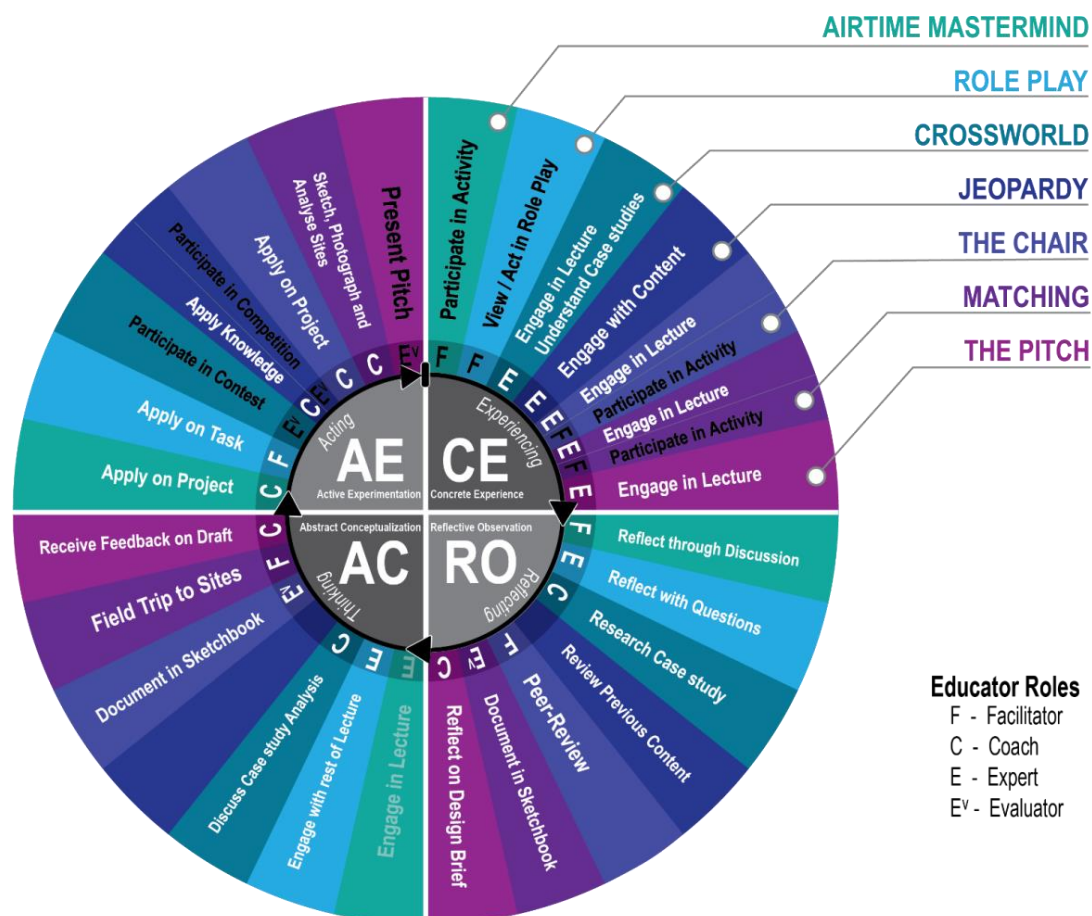 AIRTIME MASTERMIND
ROLE PLAY
CROSSWORLD
JEOPARDY
THE CHAIR
MATCHING
THE PITCH
Participate in Activity
View / Act in Role Play
Engage in Lecture
Understand Case studies
Engage with Content
Engage in Lecture
Participate in Activity
Engage in Lecture
Participate in Activity
Engage in Lecture
F
F
E
E
E
F
E
F
E
Reflect through Discussion
Reflect with Questions
Research Case study
Review Previous Content
Peer-Review
Document in Sketchbook
Reflect on Design Brief
F
E
C
F
Ev
C
Engage in Lecture
Engage with rest of Lecture
Discuss Case study Analysis
Document in Sketchbook
Field Trip to Sites
Receive Feedback on Draft
E
E
C
Ev
F
C
Apply on Project
Apply on Task
Participate in Contest
Apply Knowledge
Participate in Competition
Apply on Project
Sketch, Photograph and
Analyse Sites
Present Pitch
C
F
Ev
C
Ev
C
C
Ev
Acting
AE
Active Experimentation
Experiencing
CE
Concrete Experience
Abstract Conceptualization
AC
Thinking
Reflective Observation
RO
Reflecting
Educator Roles
F - Facilitator
C - Coach
E - Expert
Ev - Evaluator